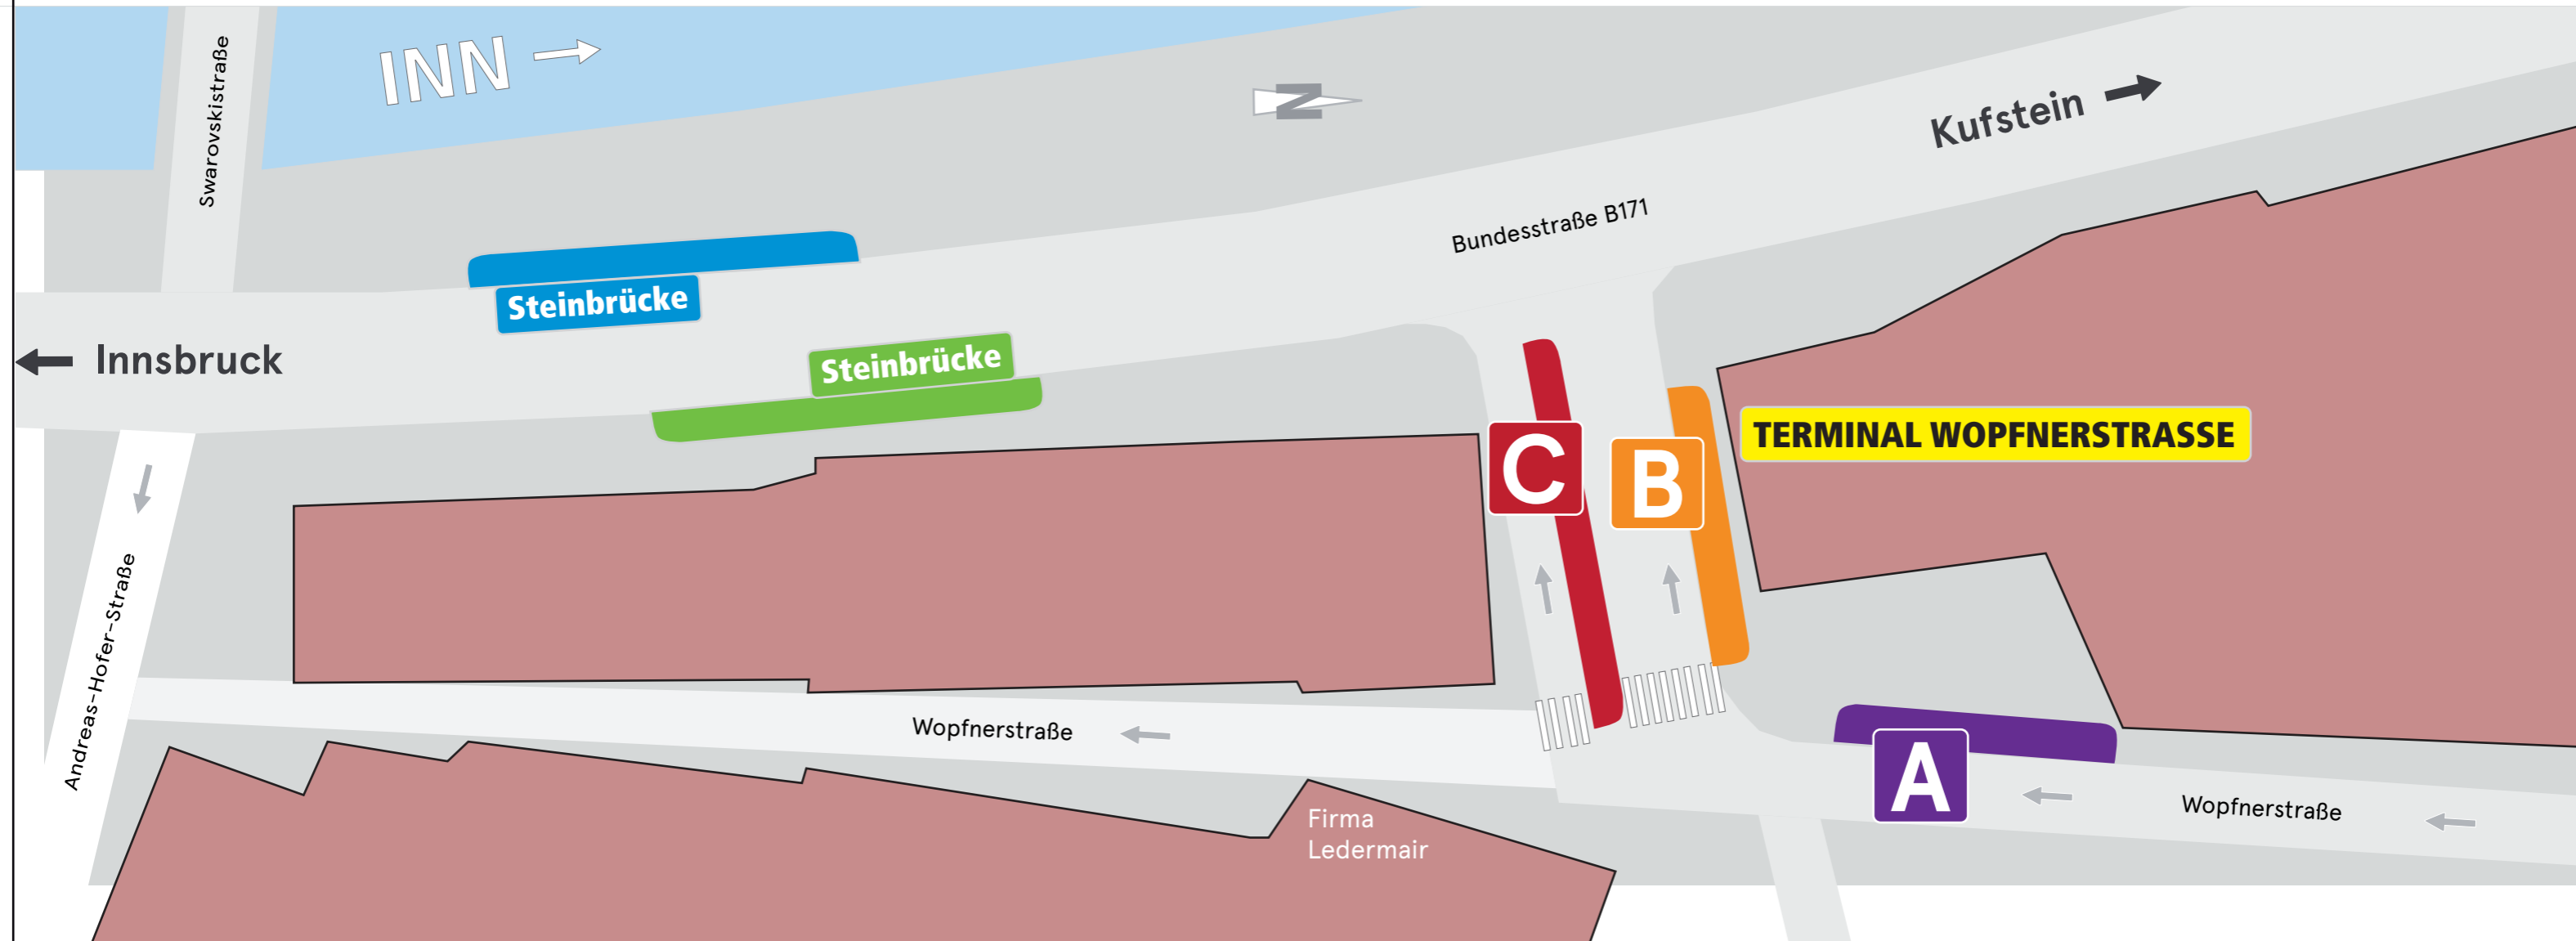 Swarovskistraße
INN
N
Kufstein
Bundesstraße B171
Steinbrücke
Innsbruck
Steinbrücke
TERMINAL WOPFNERSTRASSE
C
B
Andreas-Hofer-Straße
Wopfnerstraße
A
Wopfnerstraße
Firma
Ledermair